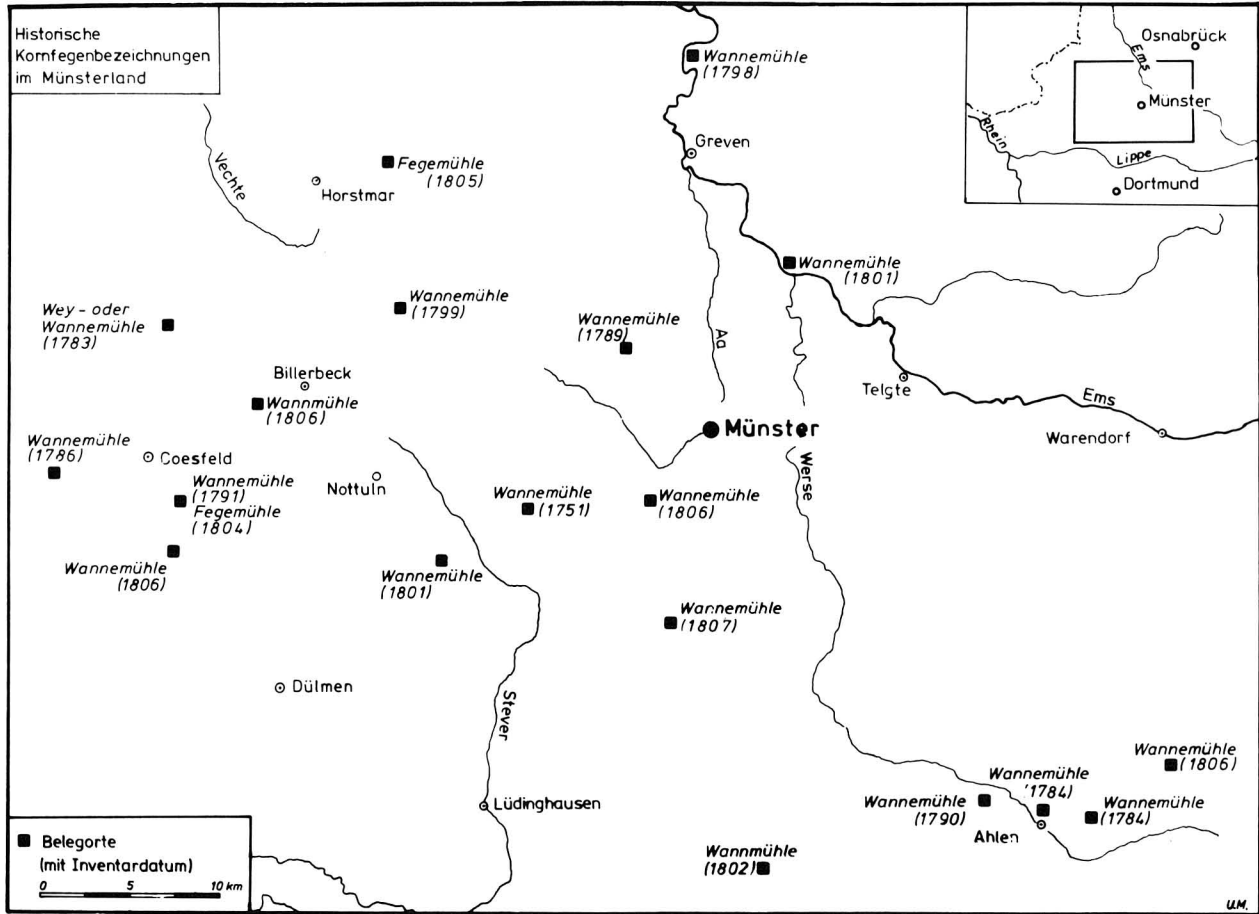 Historische
Kornfegenbezeichnungen
im Münsterland
Osnabrück
Ems
Münster
Rhein
Lippe
Dortmund
Wannemühle
(1798)
Greven
Vechte
Fegemühle
(1805)
Horstmar
Wannemühle
(1801)
Wey - oder
Wannemühle
(1783)
Wannemühle
(1799)
Wannemühle
(1789)
Aa
Billerbeck
Wannmühle
(1806)
Telgte
Ems
Warendorf
Münster
Wannemühle
(1786)
Coesfeld
Nottuln
Wannemühle
(1791)
Fegemühle
(1804)
Wannemühle
(1751)
Wannemühle
(1806)
Werse
Wannemühle
(1806)
Wannemühle
(1801)
Wannemühle
(1807)
Dülmen
Stever
Lüdinghausen
Wannemühle
(1806)
Wannemühle
(1790)
Wannemühle
(1784)
Wannemühle
(1784)
Ahlen
Wannmühle
(1802)
Belegorte
(mit Inventardatum)
0 5 10 km
U.M.